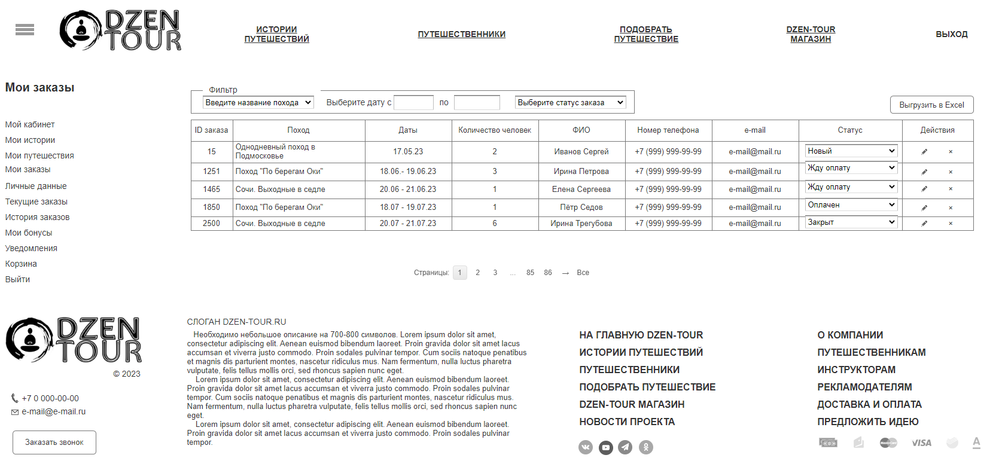 DZEN
TOUR
ИСТОРИИ
ПУТЕШЕСТВИЙ
ПУТЕШЕСТВЕННИКИ
ПОДОБРАТЬ
ПУТЕШЕСТВИЕ
DZEN-TOUR
МАГАЗИН
ВЫХОД
Мои заказы
Мой кабинет
Мои истории
Мои путешествия
Мои заказы
Личные данные
Текущие заказы
История заказов
Мои бонусы
Уведомления
Корзина
Выйти
Фильтр
Введите название похода Выберите дату с по Выберите статус заказа
Выгрузить в Excel
ID заказа Поход Даты Количество человек ФИО Номер телефона e-mail Статус Действия
15 Однодневный поход в Подмосковье 17.05.23 2 Иванов Сергей +7 (999) 999-99-99 e-mail@mail.ru Новый ×
1251 Поход "По берегам Оки" 18.06.- 19.06.23 3 Ирина Петрова +7 (999) 999-99-99 e-mail@mail.ru Жду оплату ×
1465 Сочи. Выходные в седле 20.06 - 21.06.23 1 Елена Сергеева +7 (999) 999-99-99 e-mail@mail.ru Жду оплату ×
1850 Поход "По берегам Оки" 18.07 - 19.07.23 1 Пётр Седов +7 (999) 999-99-99 e-mail@mail.ru Оплачен ×
2500 Сочи. Выходные в седле 20.07 - 21.07.23 6 Ирина Трегубова +7 (999) 999-99-99 e-mail@mail.ru Закрыт ×
Страницы: 1 2 3 ... 85 86 → Все
DZEN
TOUR
© 2023
+7 0 000-00-00
e-mail@e-mail.ru
Заказать звонок
СЛОГАН DZEN-TOUR.RU
Необходимо небольшое описание на 700-800 символов. Lorem ipsum dolor sit amet,
consectetur adipiscing elit. Aenean euismod bibendum laoreet. Proin gravida dolor sit amet lacus
accumsan et viverra justo commodo. Proin sodales pulvinar tempor. Cum sociis natoque penatibus
et magnis dis parturient montes, nascetur ridiculus mus. Nam fermentum, nulla luctus pharetra
vulputate, felis tellus mollis orci, sed rhoncus sapien nunc eget.
Lorem ipsum dolor sit amet, consectetur adipiscing elit. Aenean euismod bibendum laoreet.
Proin gravida dolor sit amet lacus accumsan et viverra justo commodo. Proin sodales pulvinar
tempor. Cum sociis natoque penatibus et magnis dis parturient montes, nascetur ridiculus mus.
Nam fermentum, nulla luctus pharetra vulputate, felis tellus mollis orci, sed rhoncus sapien nunc
eget.
Lorem ipsum dolor sit amet, consectetur adipiscing elit. Aenean euismod bibendum laoreet.
Proin gravida dolor sit amet lacus accumsan et viverra justo commodo. Proin sodales pulvinar
tempor.
НА ГЛАВНУЮ DZEN-TOUR
ИСТОРИИ ПУТЕШЕСТВИЙ
ПУТЕШЕСТВЕННИКИ
ПОДОБРАТЬ ПУТЕШЕСТВИЕ
DZEN-TOUR МАГАЗИН
НОВОСТИ ПРОЕКТА
О КОМПАНИИ
ПУТЕШЕСТВЕННИКАМ
ИНСТРУКТОРАМ
РЕКЛАМОДАТЕЛЯМ
ДОСТАВКА И ОПЛАТА
ПРЕДЛОЖИТЬ ИДЕЮ
MasterCard VISA A